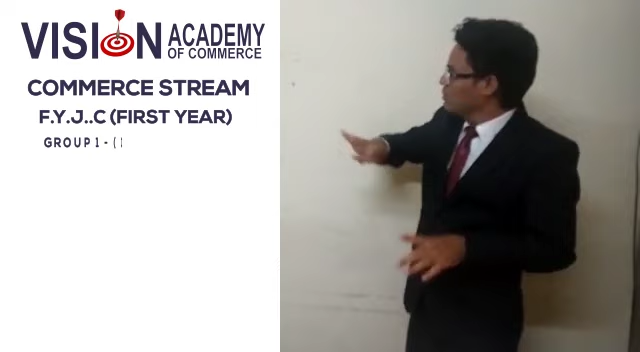 VISION ACADEMY
OF COMMERCE
COMMERCE STREAM
F.Y.J..C (FIRST YEAR)
GROUP 1 - (